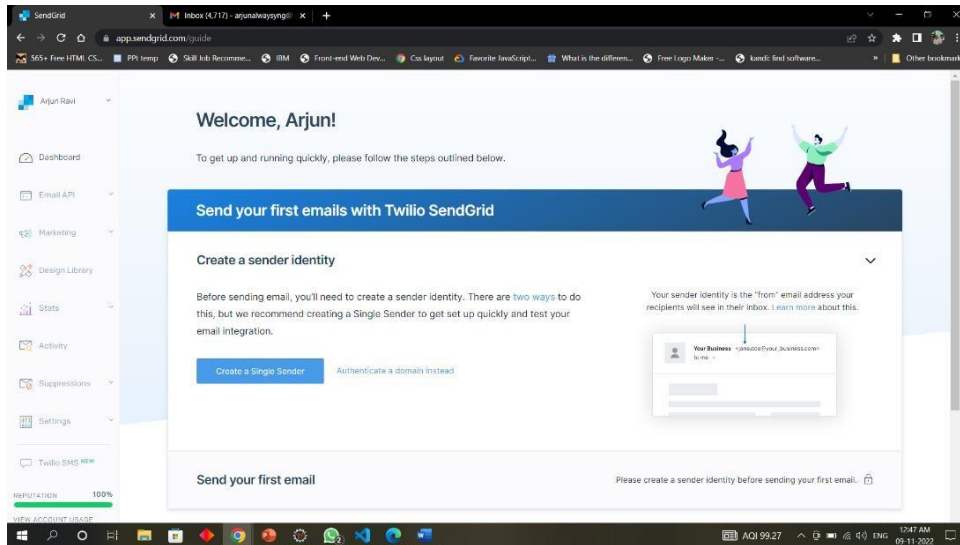 SendGrid
Inbox (4,717) - arjunalwaysyng@
app.sendgrid.com/guide
565+ Free HTML CS...
PPt temp
Skill Job Recomme...
IBM
Front-end Web Dev...
Css layout
Favorite JavaScript...
What is the differen...
Free Logo Maker -...
kandi: find software...
»
Other bookmark
Arjun Ravi
Dashboard
Email API
Marketing
Design Library
Stats
Activity
Suppressions
Settings
Twilio SMS NEW
REPUTATION 100%
VIEW ACCOUNT USAGE
Welcome, Arjun!
To get up and running quickly, please follow the steps outlined below.
Send your first emails with Twilio SendGrid
Create a sender identity
Before sending email, you'll need to create a sender identity. There are two ways to do
this, but we recommend creating a Single Sender to get set up quickly and test your
email integration.
Create a Single Sender
Authenticate a domain instead
Your sender identity is the "from" email address your
recipients will see in their inbox. Learn more about this.
Your Business
to me
Send your first email
Please create a sender identity before sending your first email.
AQI 99.27
ENG
12:47 AM
09-11-2022